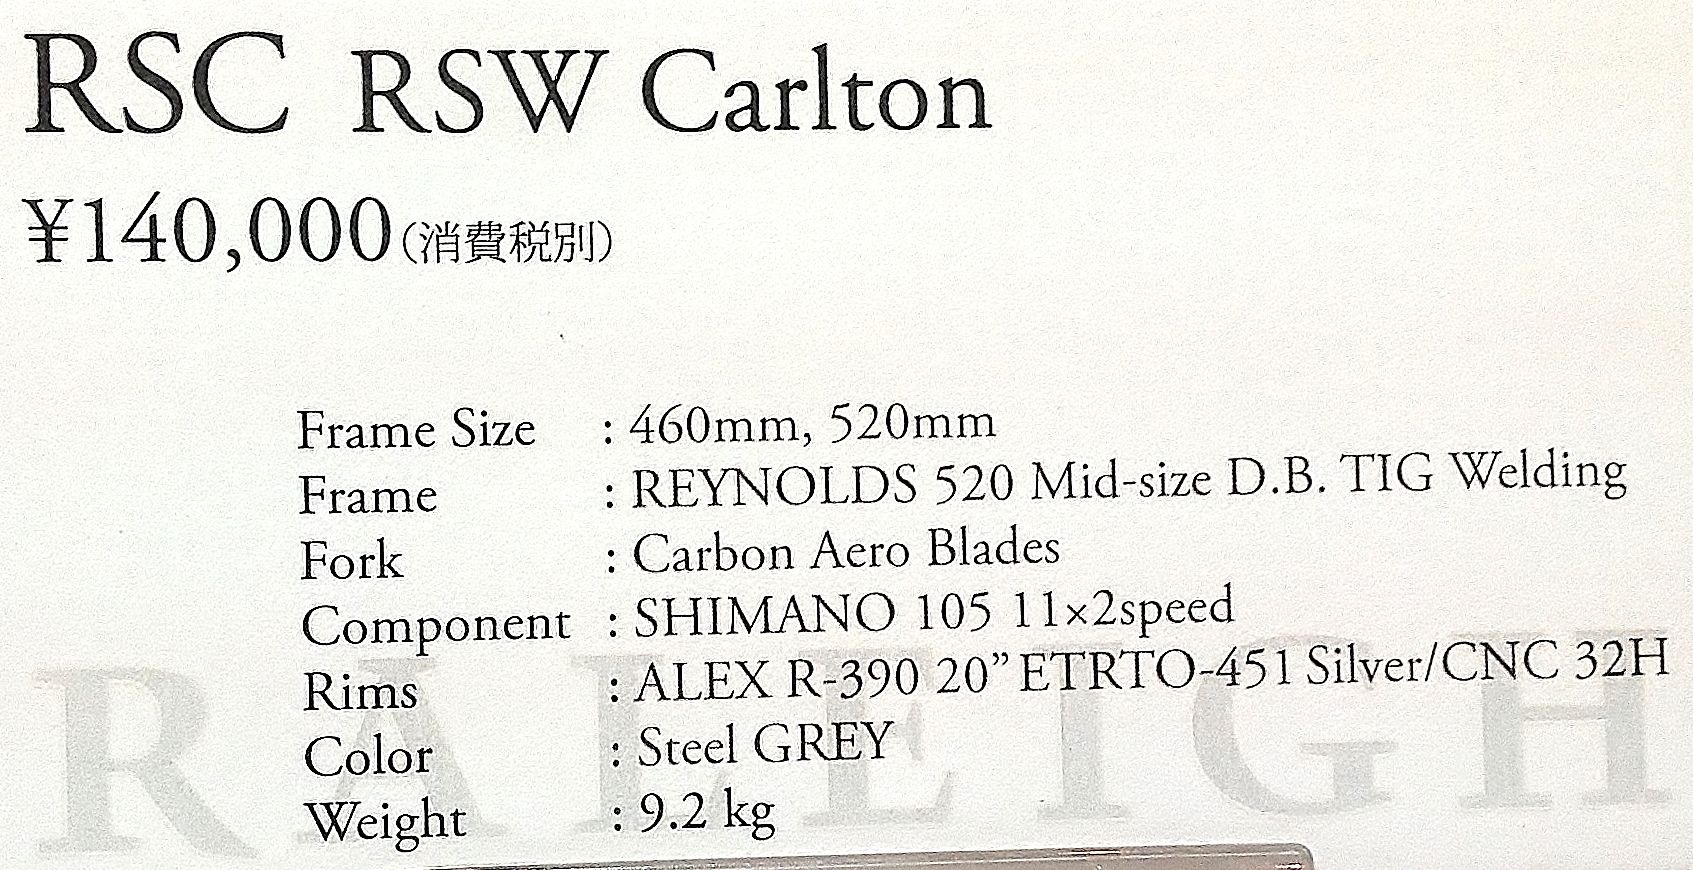 RSC RSW Carlton
¥140,000(消費税別)
Frame Size : 460mm, 520mm
Frame : REYNOLDS 520 Mid-size D.B. TIG Welding
Fork : Carbon Aero Blades
Component : SHIMANO 105 11×2speed
Rims : ALEX R-390 20” ETRTO-451 Silver/CNC 32H
Color : Steel GREY
Weight : 9.2 kg
RALEIGH